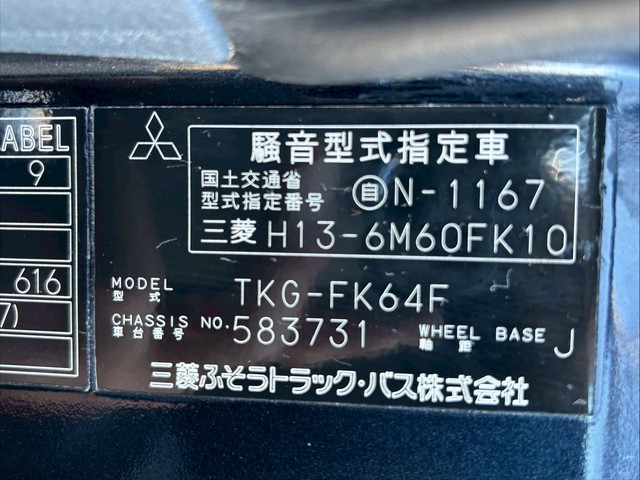 ABEL
9
616
7)
騒音型式指定車
国土交通省
型式指定番号 自 N-1167
三菱 H13-6M60FK10
MODEL
型式 TKG-FK64F
CHASSIS NO. 583731
車台番号
WHEEL BASE J
軸距
三菱ふそうトラック・バス株式会社